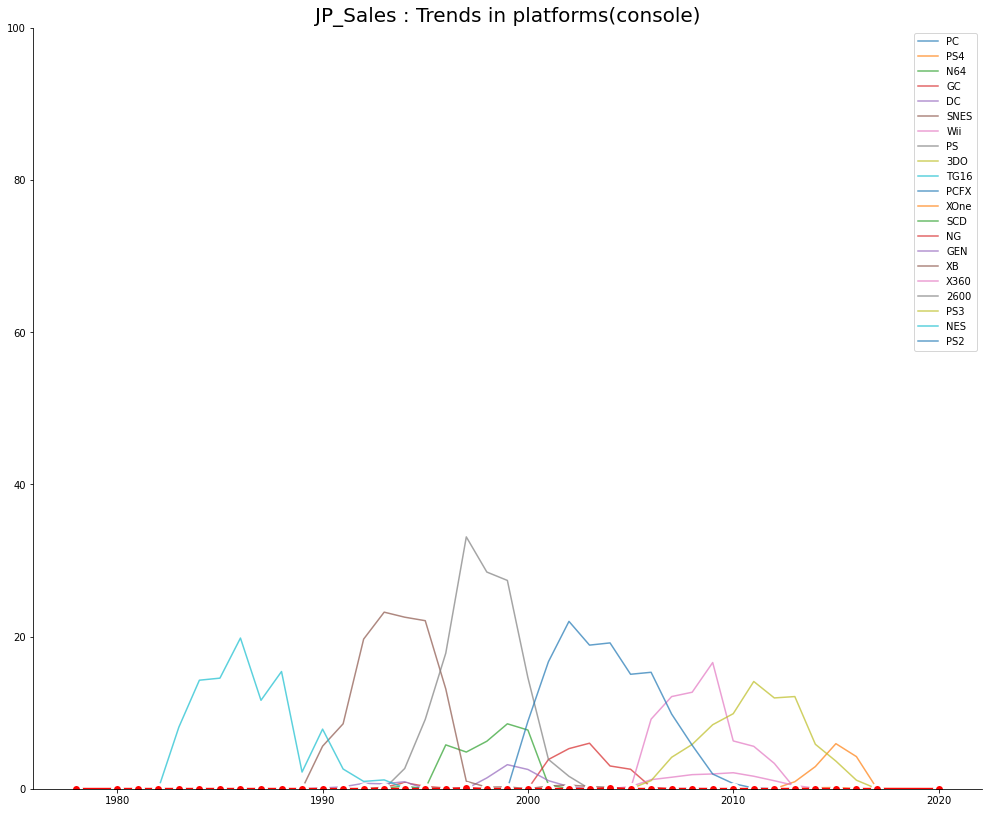 JP_Sales : Trends in platforms(console)
100
80
60
40
20
0
1980
1990
2000
2010
2020
PC
PS4
N64
GC
DC
SNES
Wii
PS
3DO
TG16
PCFX
XOne
SCD
NG
GEN
XB
X360
2600
PS3
NES
PS2